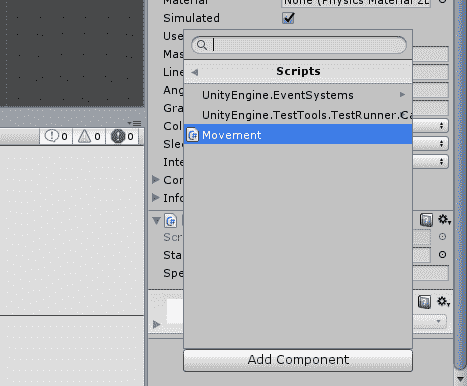 Material
None (Physics Material 2D
Simulated
Use
Mas
Line
Ang
Gra
Coll
Slee
Inte
Con
Info
Scripts
UnityEngine.EventSystems
UnityEngine.TestTools.TestRunner.Ca
Movement
0
0
0
Scr
Sta
Spe
Add Component